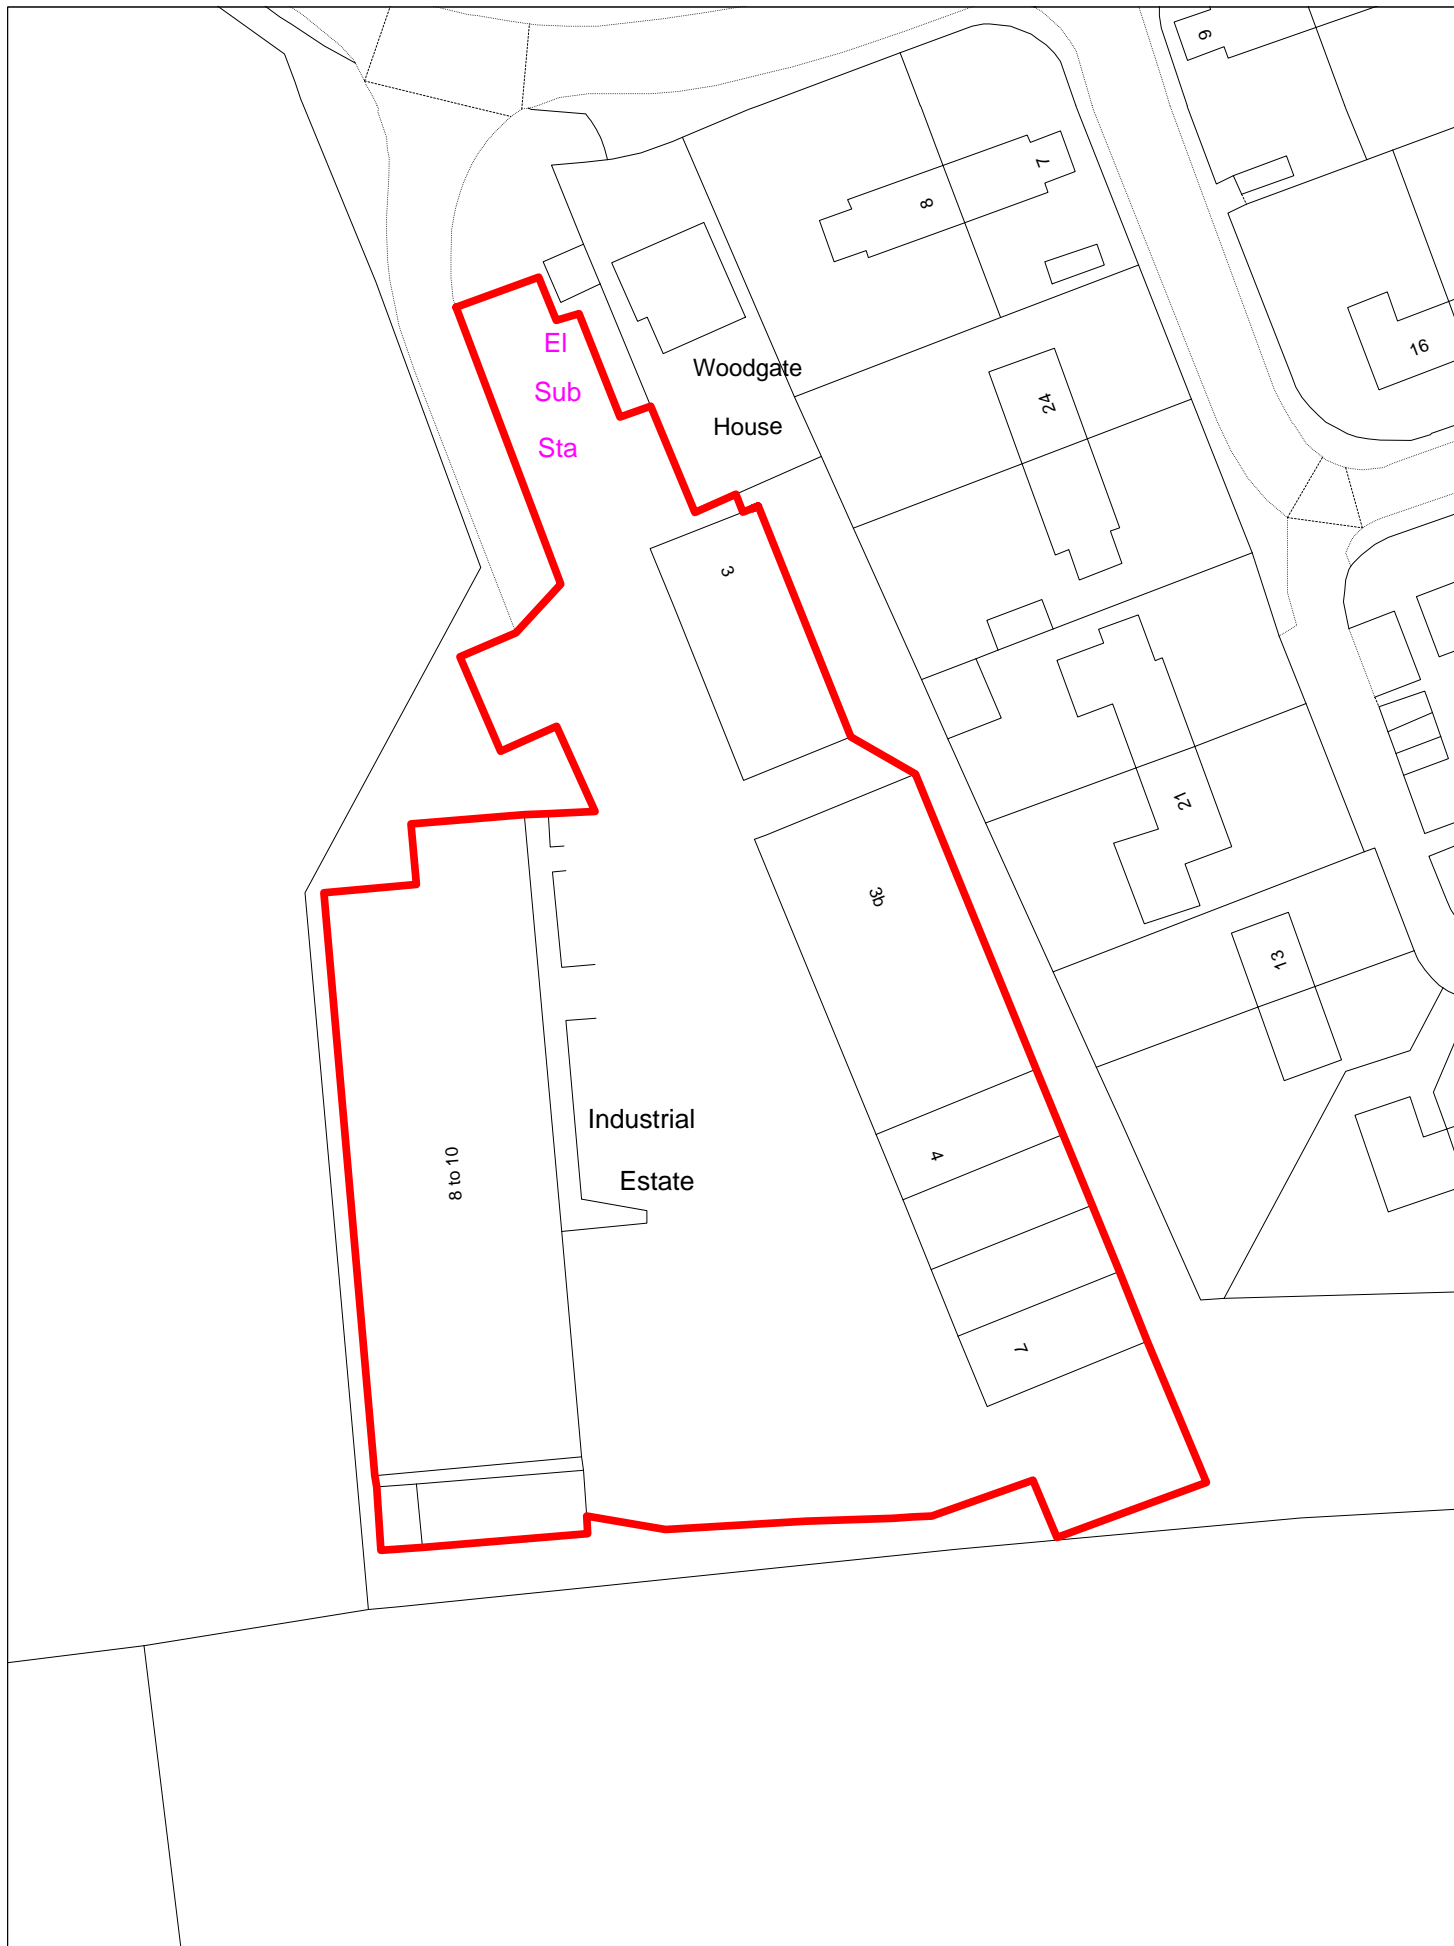 9
7
8
El
Sub
Sta
Woodgate
House
16
24
3
21
3b
13
Industrial
Estate
4
8 to 10
7